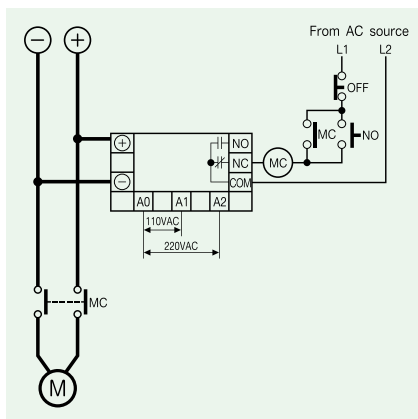 − +
From AC source
L1 L2
OFF
MC NO
+ NO
NC MC
− COM
A0 A1 A2
110VAC
220VAC
MC
M